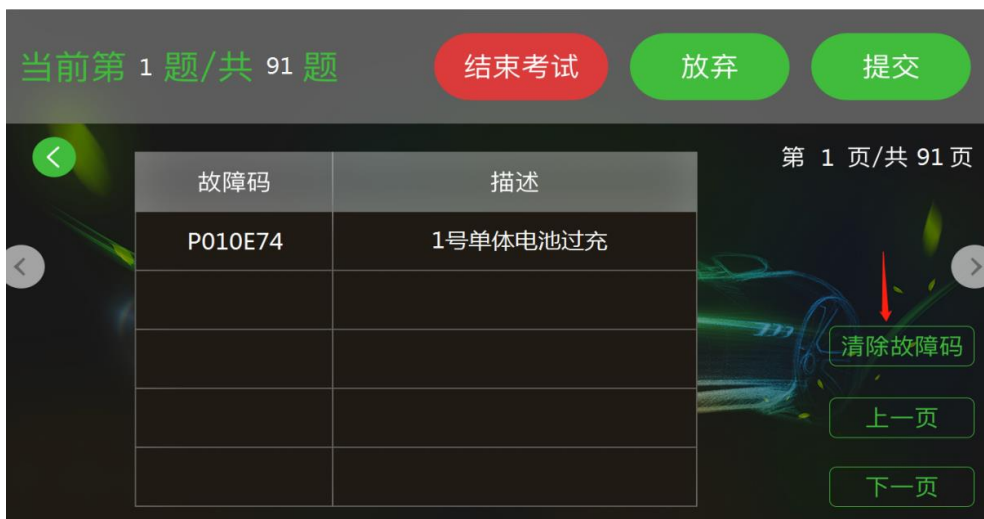 当前第 1 题/共 91 题
结束考试
放弃
提交
第 1 页/共 91 页
故障码
描述
P010E74
1号单体电池过充
清除故障码
上一页
下一页